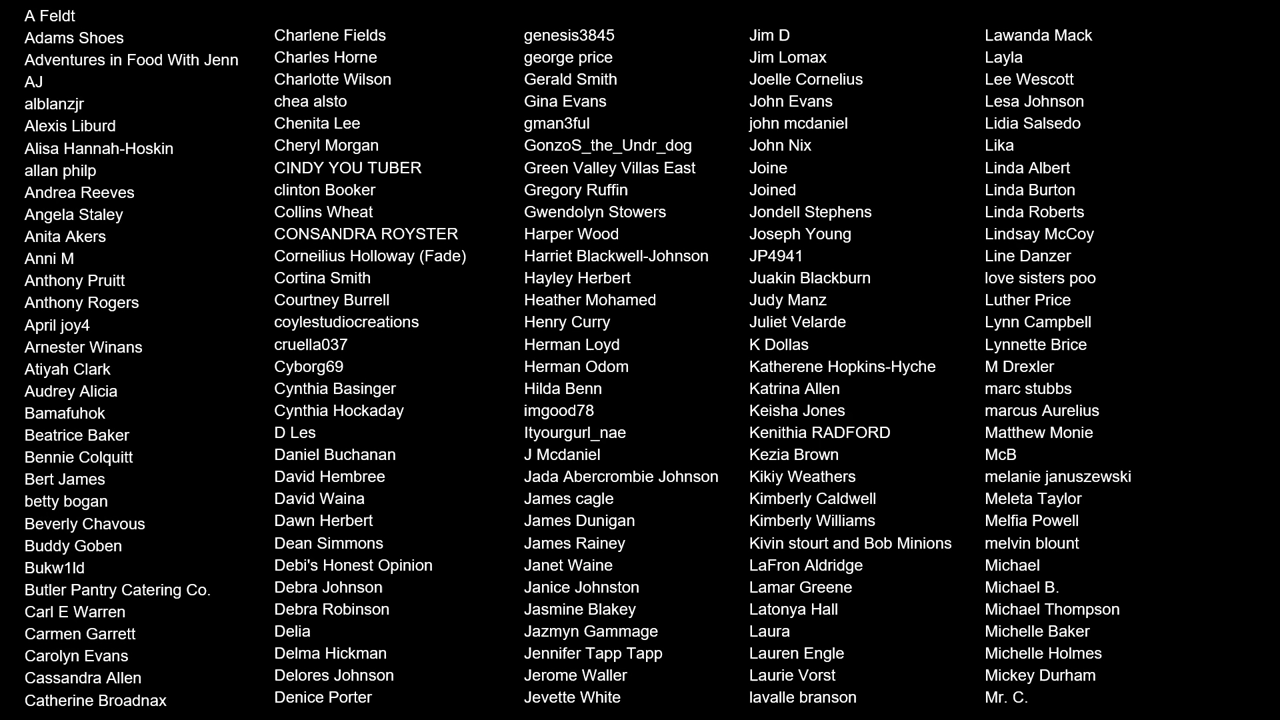 A Feldt
Adams Shoes
Adventures in Food With Jenn
AJ
alblanzjr
Alexis Liburd
Alisa Hannah-Hoskin
allan philp
Andrea Reeves
Angela Staley
Anita Akers
Anni M
Anthony Pruitt
Anthony Rogers
April joy4
Arnester Winans
Atiyah Clark
Audrey Alicia
Bamafuhok
Beatrice Baker
Bennie Colquitt
Bert James
betty bogan
Beverly Chavous
Buddy Goben
Bukw1ld
Butler Pantry Catering Co.
Carl E Warren
Carmen Garrett
Carolyn Evans
Cassandra Allen
Catherine Broadnax
Charlene Fields
Charles Horne
Charlotte Wilson
chea alsto
Chenita Lee
Cheryl Morgan
CINDY YOU TUBER
clinton Booker
Collins Wheat
CONSANDRA ROYSTER
Corneilius Holloway (Fade)
Cortina Smith
Courtney Burrell
coylestudiocreations
cruella037
Cyborg69
Cynthia Basinger
Cynthia Hockaday
D Les
Daniel Buchanan
David Hembree
David Waina
Dawn Herbert
Dean Simmons
Debi's Honest Opinion
Debra Johnson
Debra Robinson
Delia
Delma Hickman
Delores Johnson
Denice Porter
genesis3845
george price
Gerald Smith
Gina Evans
gman3ful
GonzoS_the_Undr_dog
Green Valley Villas East
Gregory Ruffin
Gwendolyn Stowers
Harper Wood
Harriet Blackwell-Johnson
Hayley Herbert
Heather Mohamed
Henry Curry
Herman Loyd
Herman Odom
Hilda Benn
imgood78
Ityourgurl_nae
J Mcdaniel
Jada Abercrombie Johnson
James cagle
James Dunigan
James Rainey
Janet Waine
Janice Johnston
Jasmine Blakey
Jazmyn Gammage
Jennifer Tapp Tapp
Jerome Waller
Jevette White
Jim D
Jim Lomax
Joelle Cornelius
John Evans
john mcdaniel
John Nix
Joine
Joined
Jondell Stephens
Joseph Young
JP4941
Juakin Blackburn
Judy Manz
Juliet Velarde
K Dollas
Katherene Hopkins-Hyche
Katrina Allen
Keisha Jones
Kenithia RADFORD
Kezia Brown
Kikiy Weathers
Kimberly Caldwell
Kimberly Williams
Kivin stourt and Bob Minions
LaFron Aldridge
Lamar Greene
Latonya Hall
Laura
Lauren Engle
Laurie Vorst
lavalle branson
Lawanda Mack
Layla
Lee Wescott
Lesa Johnson
Lidia Salsedo
Lika
Linda Albert
Linda Burton
Linda Roberts
Lindsay McCoy
Line Danzer
love sisters poo
Luther Price
Lynn Campbell
Lynnette Brice
M Drexler
marc stubbs
marcus Aurelius
Matthew Monie
McB
melanie januszewski
Meleta Taylor
Melfia Powell
melvin blount
Michael
Michael B.
Michael Thompson
Michelle Baker
Michelle Holmes
Mickey Durham
Mr. C.